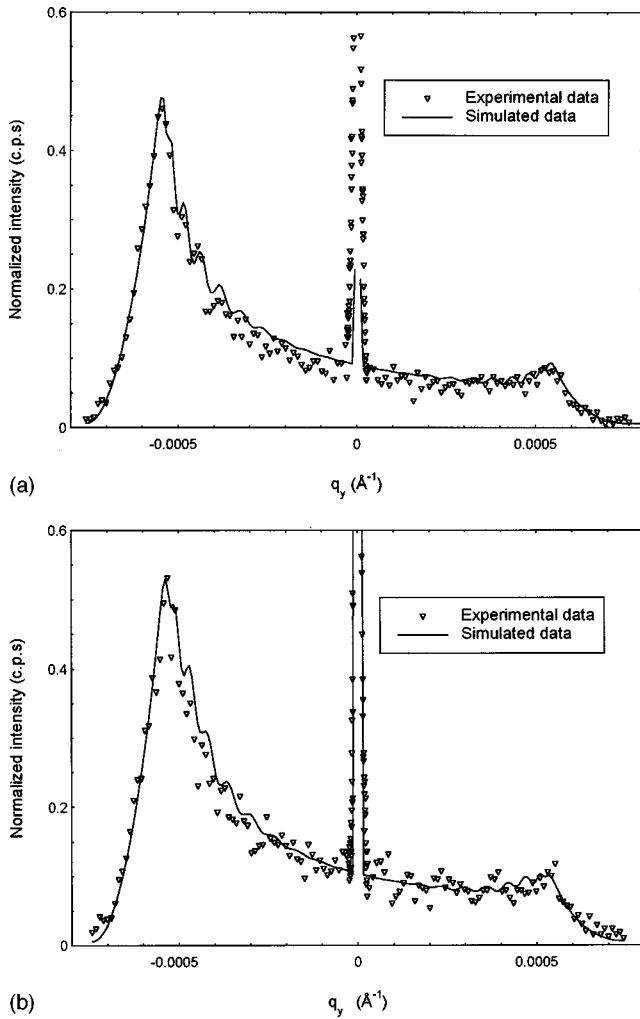 0.6
Experimental data
Simulated data
0.4
Normalized intensity (c.p.s)
0.2
0
-0.0005
0
0.0005
(a)
q_y (Å⁻¹)
0.6
Experimental data
Simulated data
0.4
Normalized intensity (c.p.s)
0.2
0
-0.0005
0
0.0005
(b)
q_y (Å⁻¹)